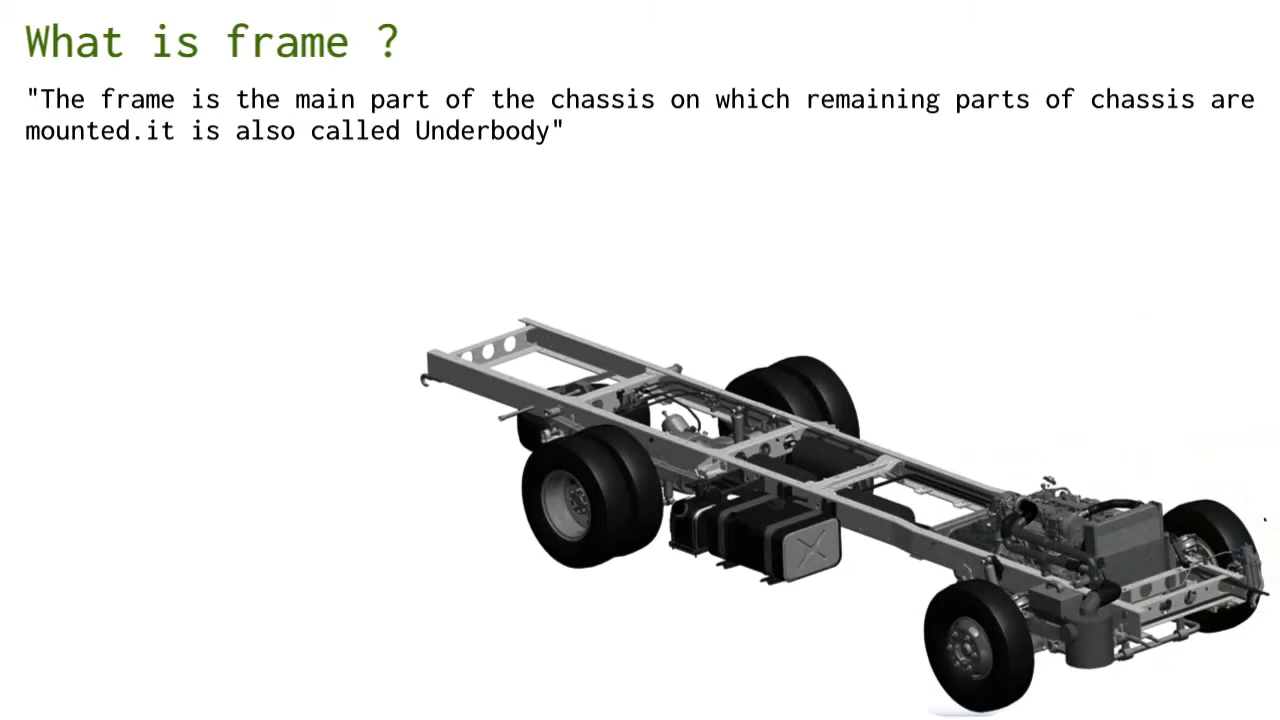 What is frame ?
"The frame is the main part of the chassis on which remaining parts of chassis are
mounted.it is also called Underbody"